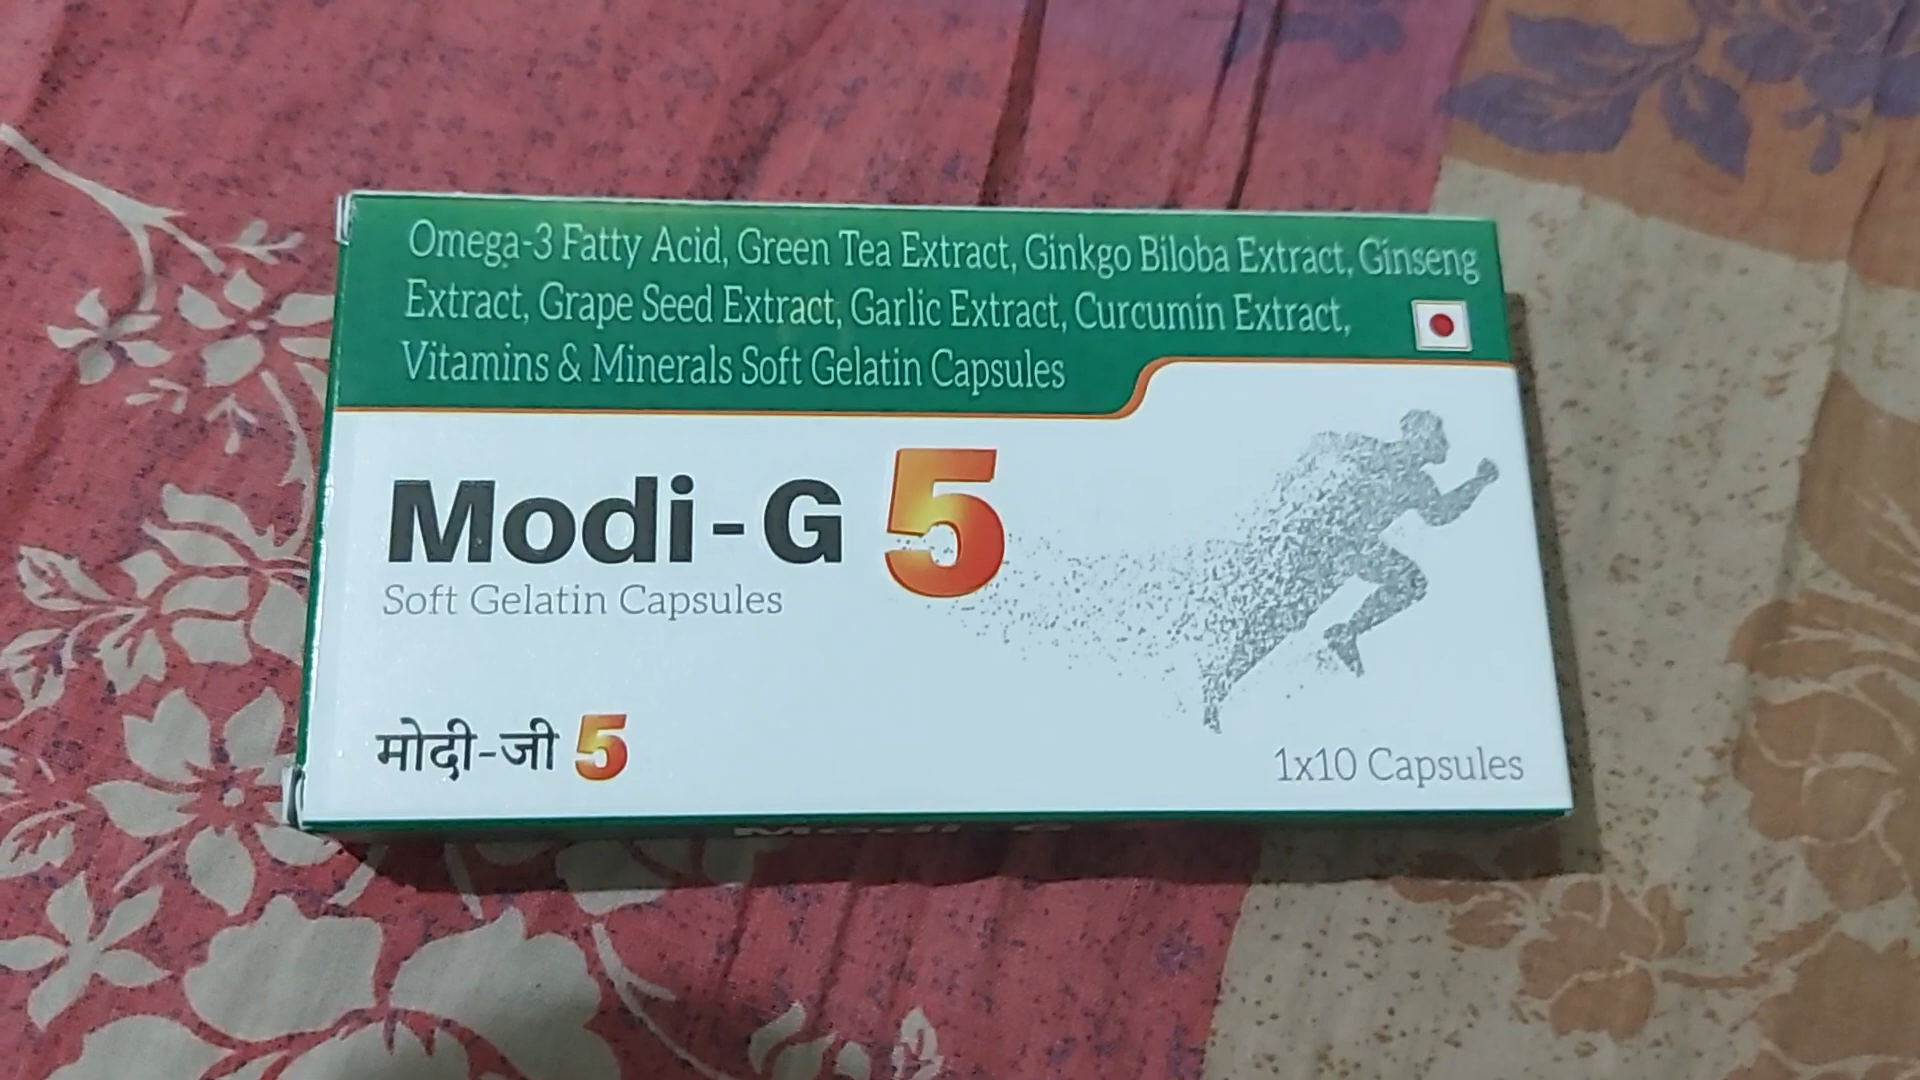 Omega-3 Fatty Acid, Green Tea Extract, Ginkgo Biloba Extract, Ginseng
Extract, Grape Seed Extract, Garlic Extract, Curcumin Extract,
Vitamins & Minerals Soft Gelatin Capsules
Modi-G 5
Soft Gelatin Capsules
मोदी-जी 5
1x10 Capsules